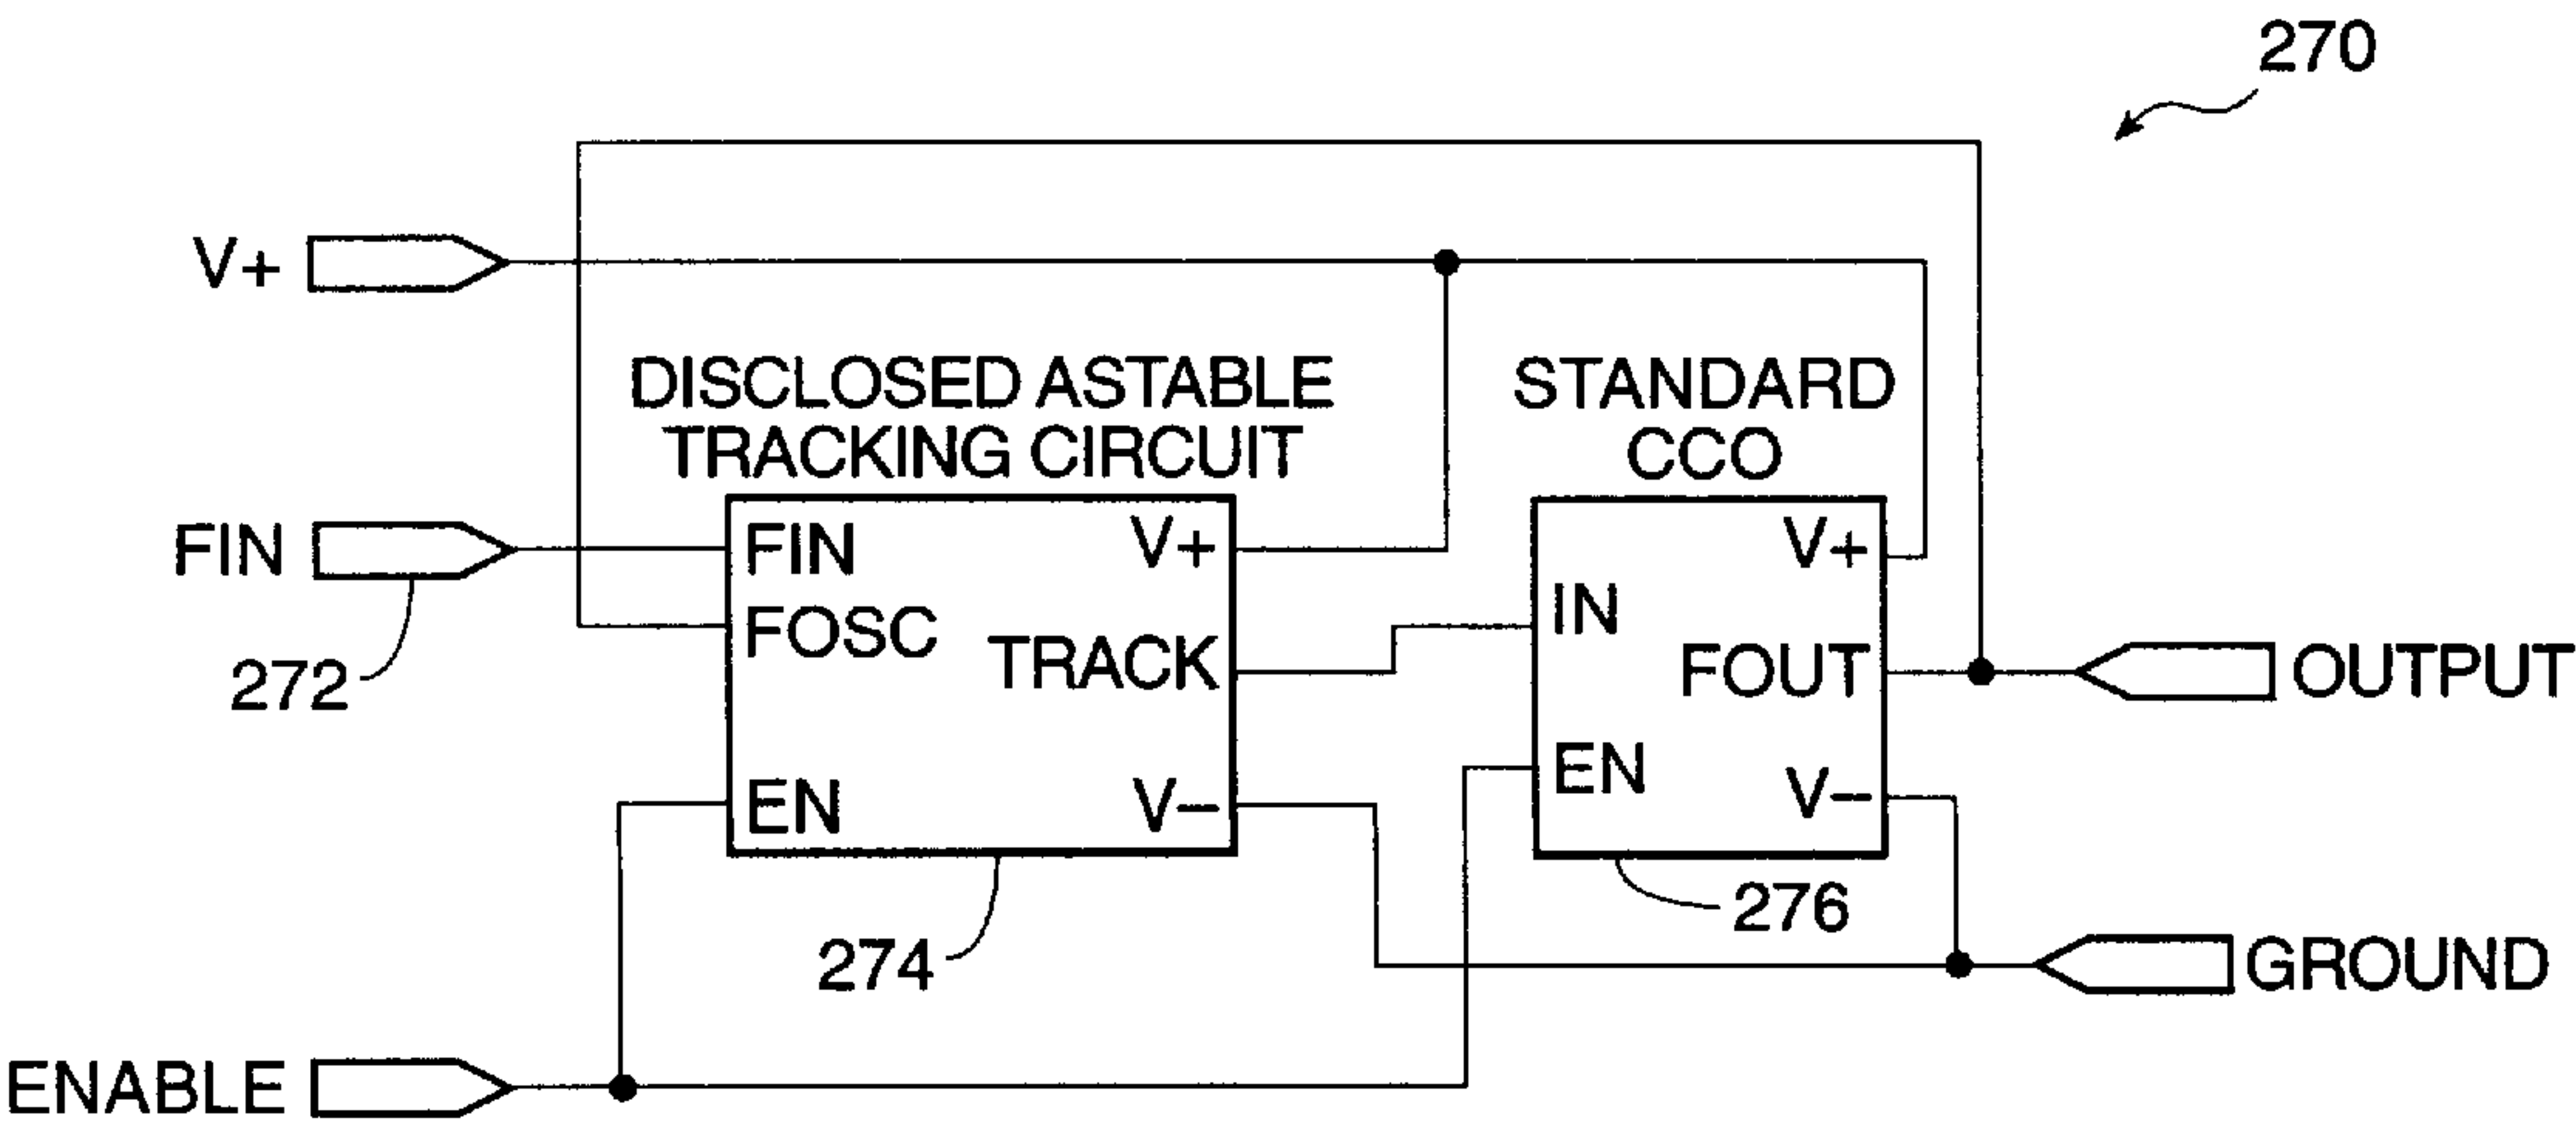 270
V+
DISCLOSED ASTABLE
TRACKING CIRCUIT
STANDARD
CCO
FIN
272
FIN
FOSC
EN
V+
TRACK
V–
274
IN
EN
V+
FOUT
V--
276
OUTPUT
GROUND
ENABLE